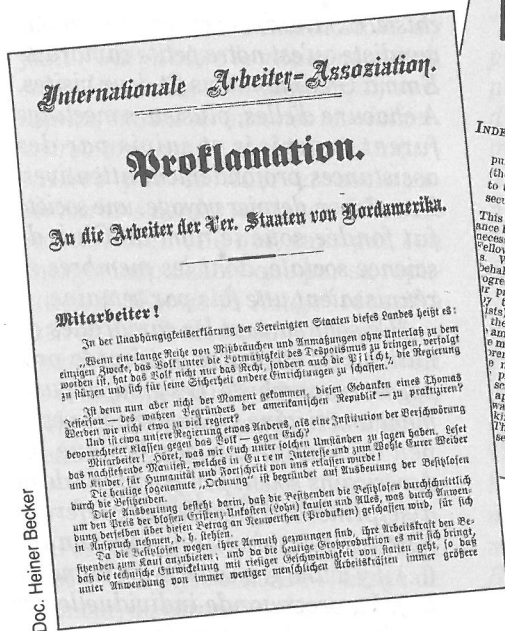 Internationale Arbeiter-Assoziation.
Proklamation.
An die Arbeiter der Ver. Staaten von Nordamerika.
Mitarbeiter!
In der Unabhängigkeitserklärung der Vereinigten Staaten dieses Landes heißt es:
„Wenn eine lange Reihe von Mißbräuchen und Anmaßungen ohne Unterlaß zu dem
einzigen Zwecke, das Volk unter die Botmäßigkeit des Despotismus zu bringen, verfolgt
worden ist, hat das Volk nicht nur das Recht, sondern auch die Pflicht, die Regierung
zu stürzen und sich für seine Sicherheit andere Einrichtungen zu schaffen.“
Ist denn nun aber nicht der Moment gekommen, diesen Gedanken eines Thomas
Jefferson — des wahren Begründers der amerikanischen Republik — zu praktiziren?
Werden wir nicht etwa zu viel regiert?
Und ist etwa unsere Regierung etwas Anders, als eine Institution der Verschwörung
bevorrechteter Klassen gegen das Volk — gegen Euch?
Mitarbeiter! Höret, was wir Euch unter solchen Umständen zu sagen haben. Leset
das nachstehende Manifest, welches in Eurem Interesse und zum Wohle Eurer Weiber
und Kinder, für Humanität und Fortschritt von uns erlassen wurde!
Die heutige sogenannte „Ordnung“ ist begründet auf Ausbeutung der Besitzlosen
durch die Besitzenden.
Diese Ausbeutung besteht darin, daß die Besitzenden die Besitzlosen durchschnittlich
um den Preis der bloßen Existenz-Unkosten (Lohn) kaufen und Alles, was durch Anwen-
dung derselben über diesen Betrag an Neuwerthen (Produkten) geschaffen wird, für sich
in Anspruch nehmen, d. h. stehlen.
Da die Besitzlosen wegen ihrer Armuth gezwungen sind, ihre Arbeitskraft den Be-
sitzenden zum Kauf anzubieten; und da die heutige Großproduktion es mit sich bringt,
daß die technische Entwickelung mit riesiger Geschwindigkeit von statten geht, so daß
unter Anwendung von immer weniger menschlichen Arbeitskräften immer größere
Doc. Heiner Becker